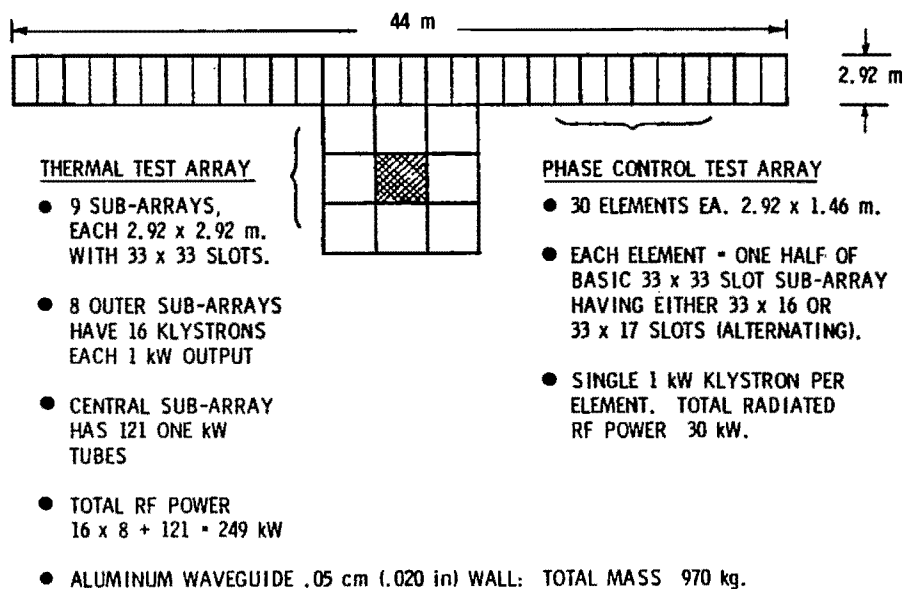 44 m
2.92 m
THERMAL TEST ARRAY
● 9 SUB-ARRAYS,
EACH 2.92 x 2.92 m.
WITH 33 x 33 SLOTS.
● 8 OUTER SUB-ARRAYS
HAVE 16 KLYSTRONS
EACH 1 kW OUTPUT
● CENTRAL SUB-ARRAY
HAS 121 ONE kW
TUBES
● TOTAL RF POWER
16 x 8 + 121 = 249 kW
PHASE CONTROL TEST ARRAY
● 30 ELEMENTS EA. 2.92 x 1.46 m.
● EACH ELEMENT = ONE HALF OF
BASIC 33 x 33 SLOT SUB-ARRAY
HAVING EITHER 33 x 16 OR
33 x 17 SLOTS (ALTERNATING).
● SINGLE 1 kW KLYSTRON PER
ELEMENT. TOTAL RADIATED
RF POWER 30 kW.
● ALUMINUM WAVEGUIDE .05 cm (.020 in) WALL: TOTAL MASS 970 kg.